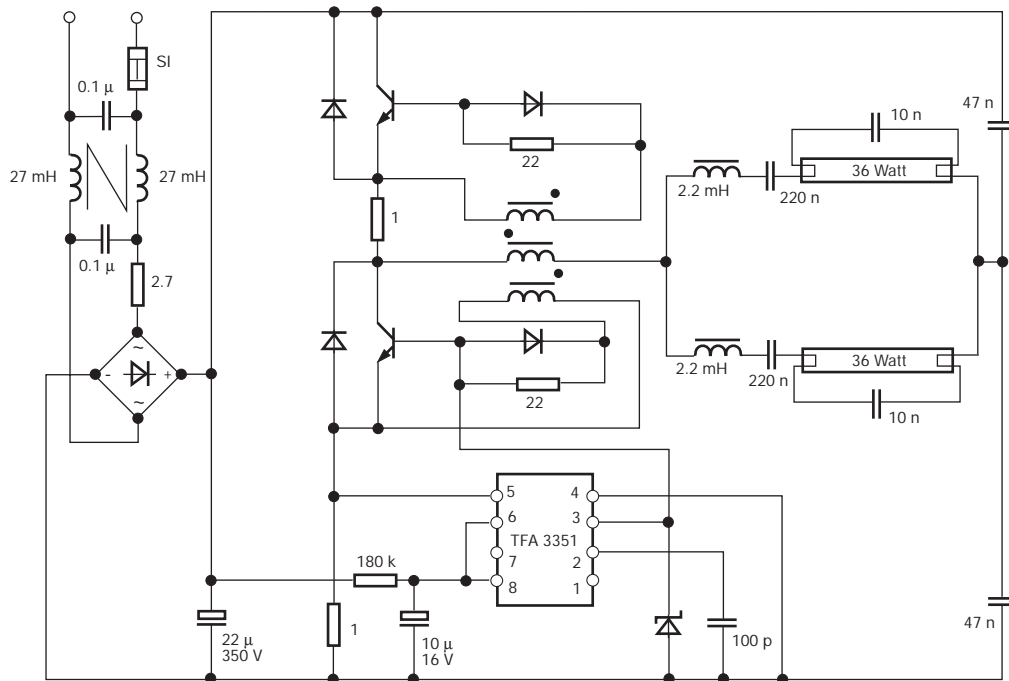 SI
0.1 µ
27 mH
27 mH
0.1 µ
2.7
~
- +
~
22
1
22
2.2 mH
220 n
10 n
36 Watt
47 n
2.2 mH
220 n
36 Watt
10 n
5 4
6 3
TFA 3351
7 2
8 1
180 k
22 µ
350 V
1
10 µ
16 V
100 p
47 n